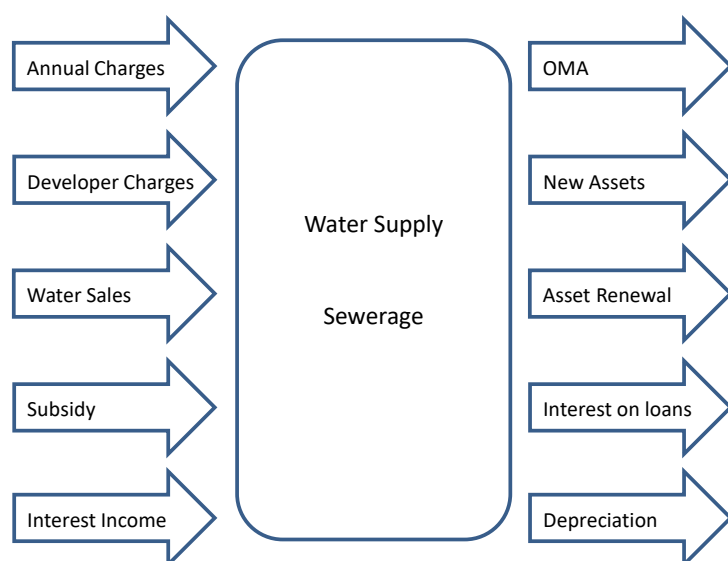 Annual Charges
Developer Charges
Water Sales
Subsidy
Interest Income
Water Supply
Sewerage
OMA
New Assets
Asset Renewal
Interest on loans
Depreciation